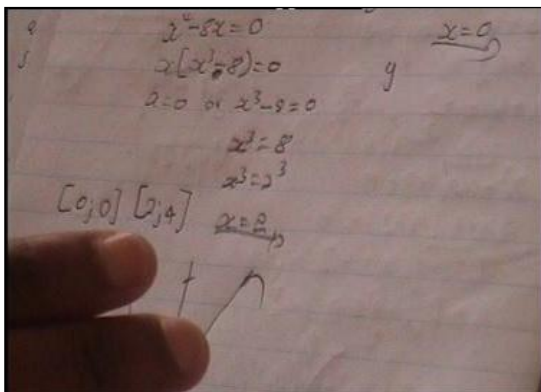 x⁴-8x=0
x=0
x[x³-8)=0
y
x=0 or x³-8=0
x³=8
x³=2³
[0;0] [2;4]
x=2